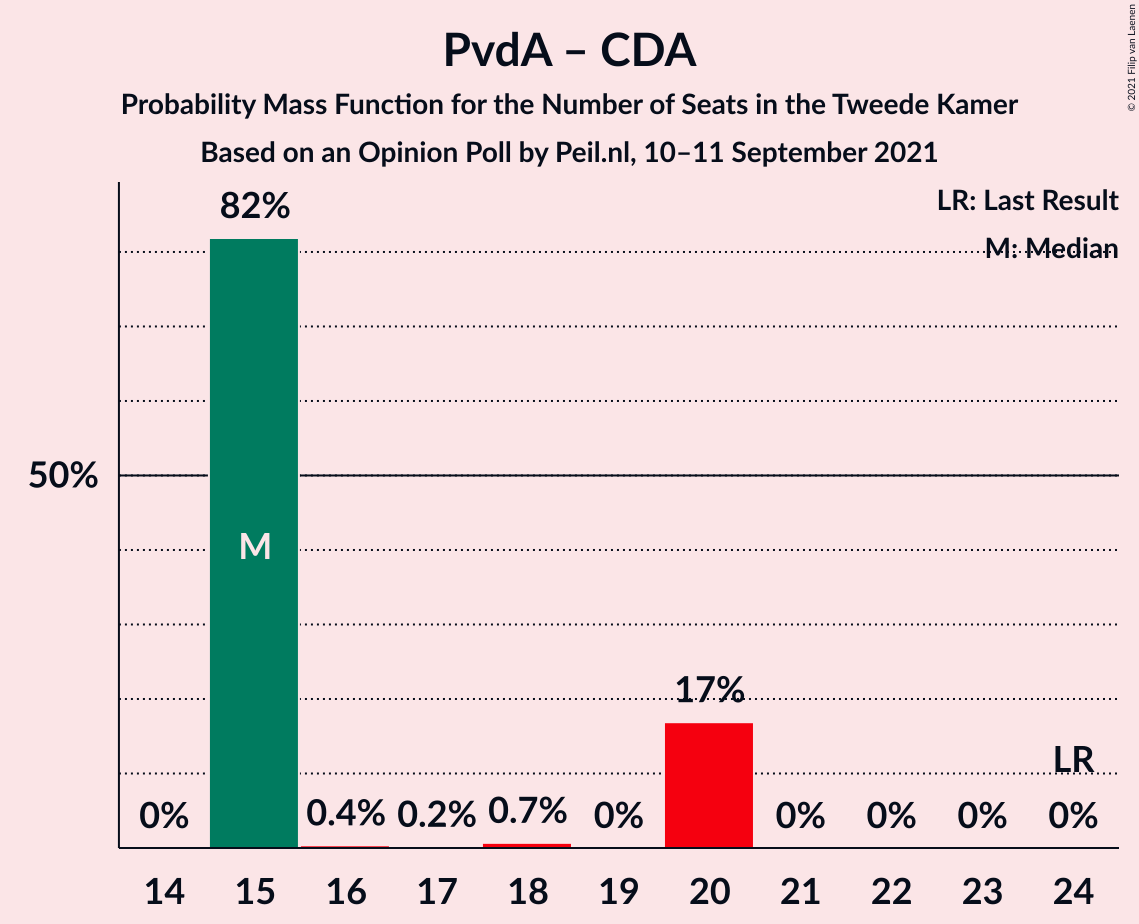 PvdA – CDA
Probability Mass Function for the Number of Seats in the Tweede Kamer
Based on an Opinion Poll by Peil.nl, 10–11 September 2021
© 2021 Filip van Laenen
LR: Last Result
M: Median
82%
50%
M
17%
LR
0%
0.4%
0.2%
0.7%
0%
0%
0%
0%
0%
14 15 16 17 18 19 20 21 22 23 24